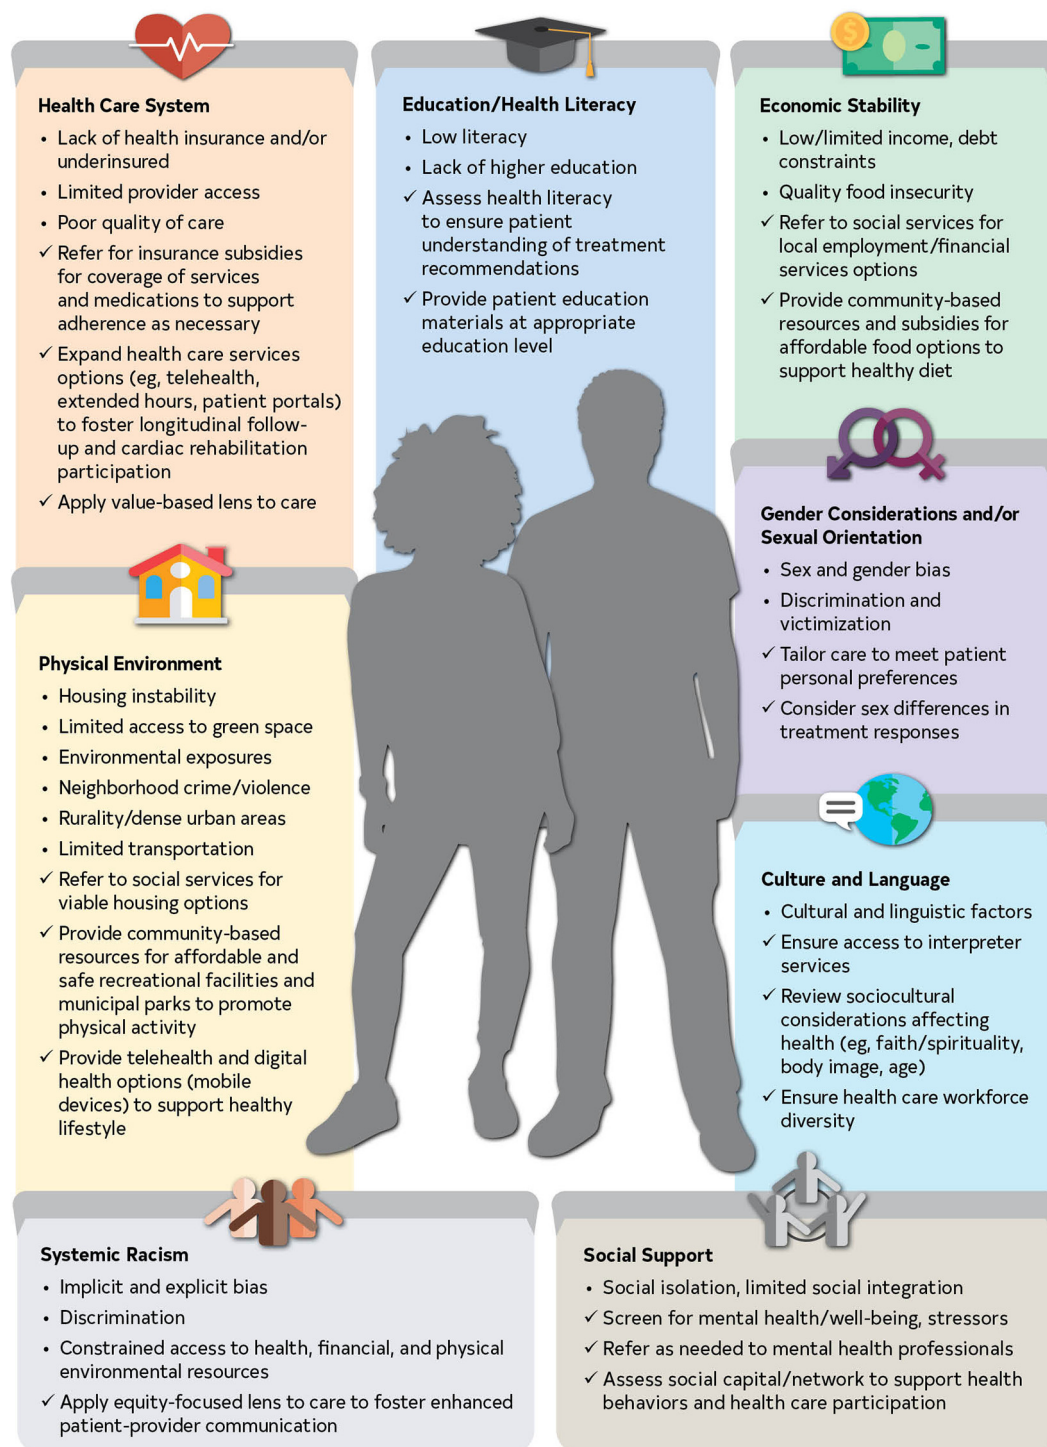 Health Care System
• Lack of health insurance and/or
underinsured
• Limited provider access
• Poor quality of care
✓ Refer for insurance subsidies
for coverage of services
and medications to support
adherence as necessary
✓ Expand health care services
options (eg, telehealth,
extended hours, patient portals)
to foster longitudinal follow-
up and cardiac rehabilitation
participation
✓ Apply value-based lens to care
Education/Health Literacy
• Low literacy
• Lack of higher education
✓ Assess health literacy
to ensure patient
understanding of treatment
recommendations
✓ Provide patient education
materials at appropriate
education level
Economic Stability
• Low/limited income, debt
constraints
• Quality food insecurity
✓ Refer to social services for
local employment/financial
services options
✓ Provide community-based
resources and subsidies for
affordable food options to
support healthy diet
Gender Considerations and/or
Sexual Orientation
• Sex and gender bias
• Discrimination and
victimization
✓ Tailor care to meet patient
personal preferences
✓ Consider sex differences in
treatment responses
Physical Environment
• Housing instability
• Limited access to green space
• Environmental exposures
• Neighborhood crime/violence
• Rurality/dense urban areas
• Limited transportation
✓ Refer to social services for
viable housing options
✓ Provide community-based
resources for affordable and
safe recreational facilities and
municipal parks to promote
physical activity
✓ Provide telehealth and digital
health options (mobile
devices) to support healthy
lifestyle
Culture and Language
• Cultural and linguistic factors
✓ Ensure access to interpreter
services
✓ Review sociocultural
considerations affecting
health (eg, faith/spirituality,
body image, age)
✓ Ensure health care workforce
diversity
Systemic Racism
• Implicit and explicit bias
• Discrimination
• Constrained access to health, financial, and physical
environmental resources
✓ Apply equity-focused lens to care to foster enhanced
patient-provider communication
Social Support
• Social isolation, limited social integration
✓ Screen for mental health/well-being, stressors
✓ Refer as needed to mental health professionals
✓ Assess social capital/network to support health
behaviors and health care participation